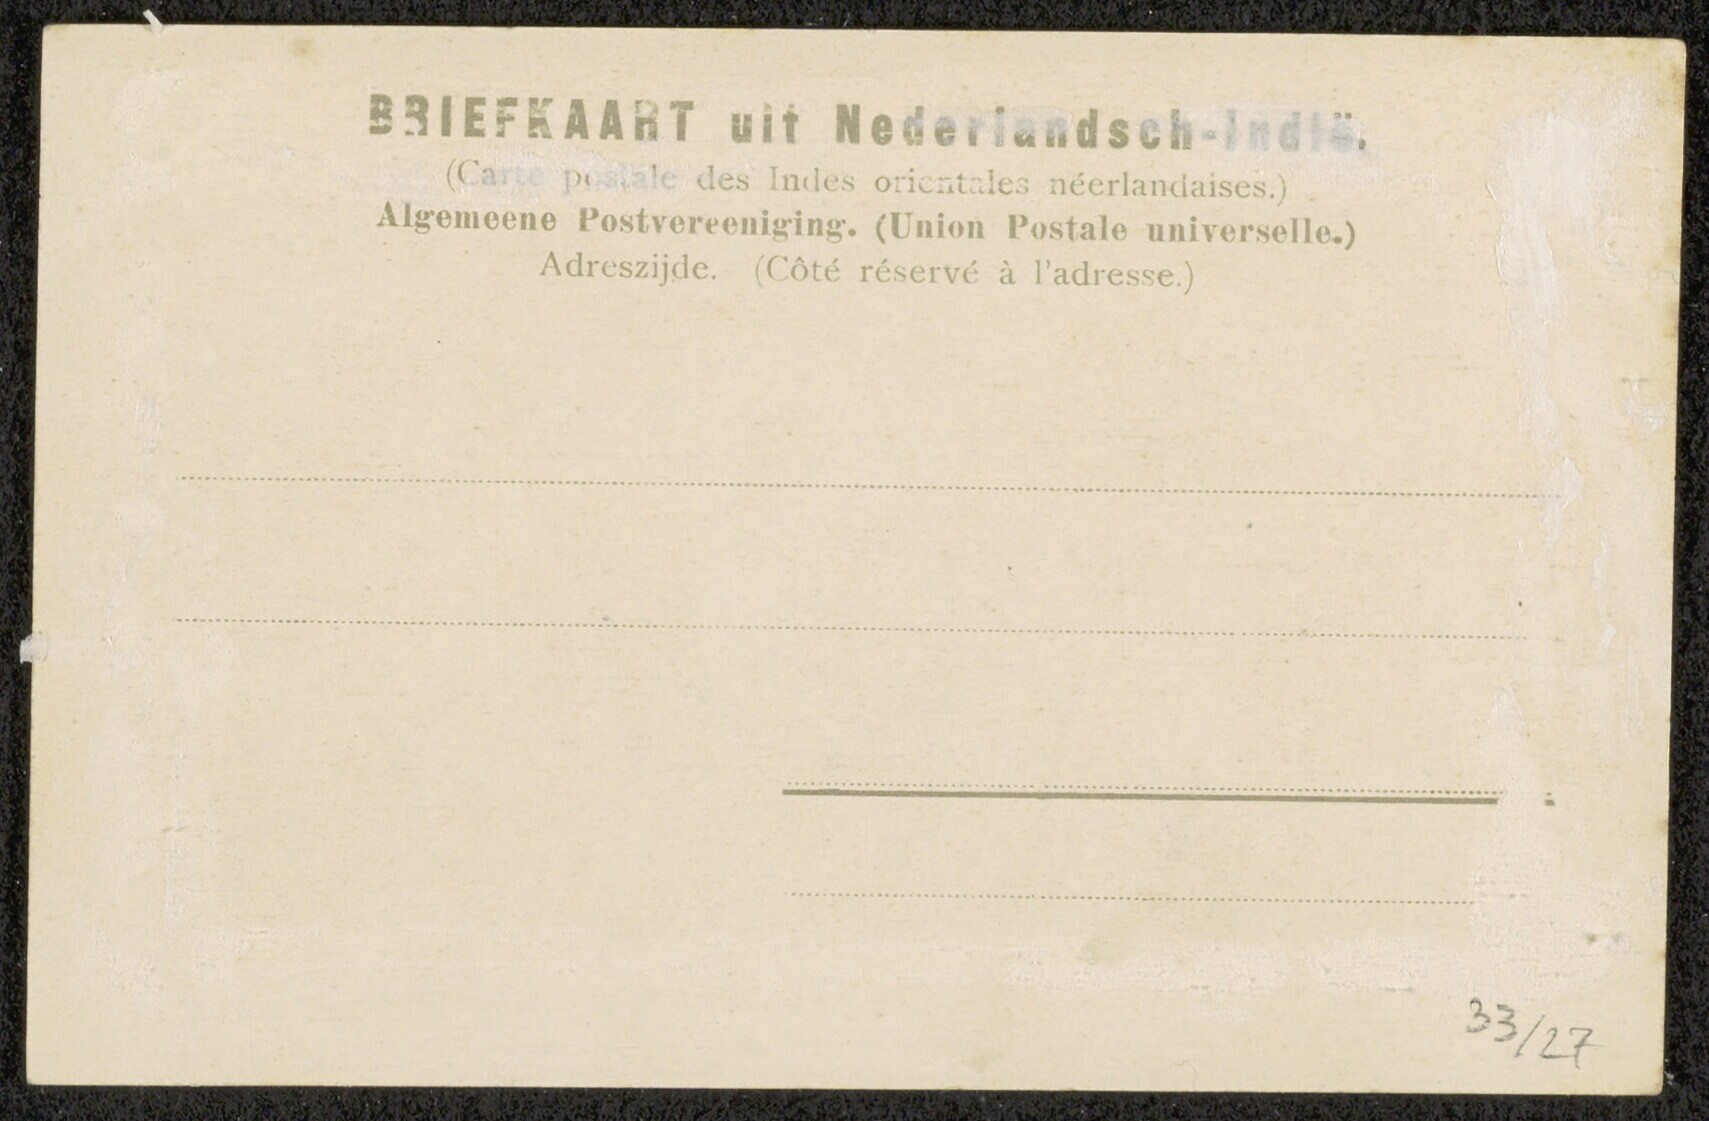 BRIEFKAART uit Nederlandsch-Indië.
(Carte postale des Indes orientales néerlandaises.)
Algemeene Postvereeniging. (Union Postale universelle.)
Adreszijde. (Côté réservé à l'adresse.)
33/27